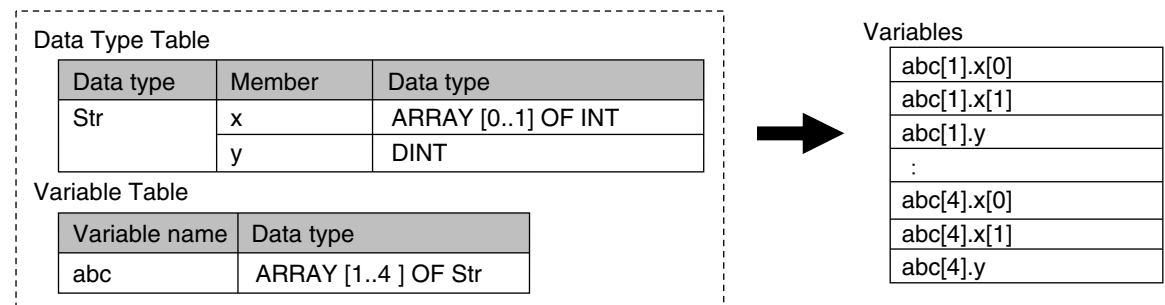 Data Type Table
Data type Member Data type
Str x ARRAY [0..1] OF INT
y DINT
Variable Table
Variable name Data type
abc ARRAY [1..4 ] OF Str
Variables
abc[1].x[0]
abc[1].x[1]
abc[1].y
:
abc[4].x[0]
abc[4].x[1]
abc[4].y